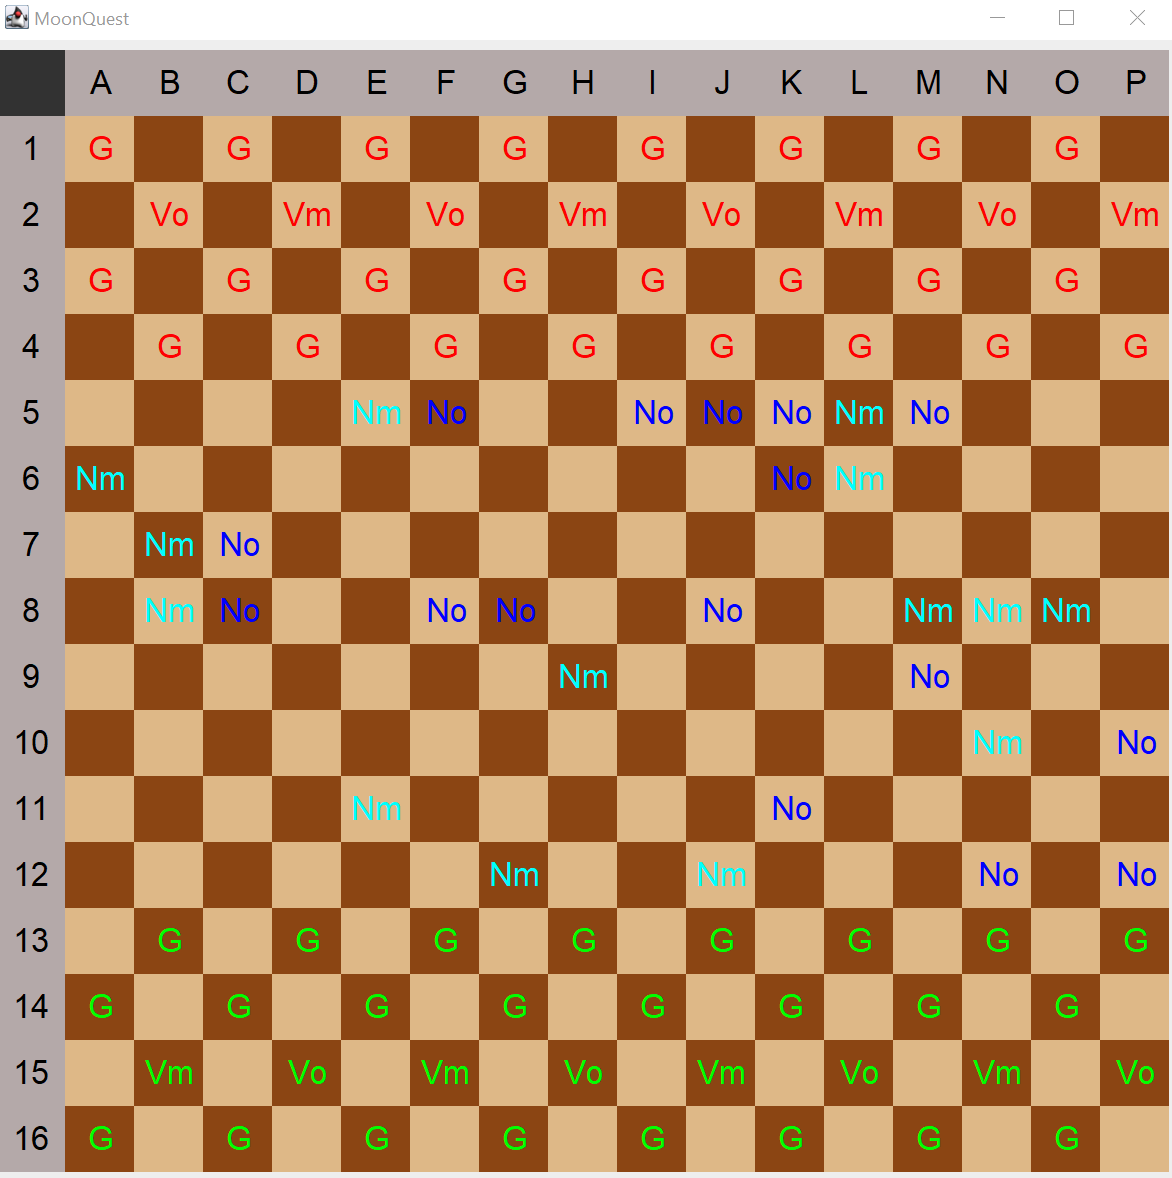 MoonQuest
A B C D E F G H I J K L M N O P
1 G G G G G G G G
2 Vo Vm Vo Vm Vo Vm Vo Vm
3 G G G G G G G G
4 G G G G G G G G
5 Nm No No No No Nm No
6 Nm No Nm
7 Nm No
8 Nm No No No No Nm Nm Nm
9 Nm No
10 Nm No
11 Nm No
12 Nm Nm No No
13 G G G G G G G G
14 G G G G G G G G
15 Vm Vo Vm Vo Vm Vo Vm Vo
16 G G G G G G G G